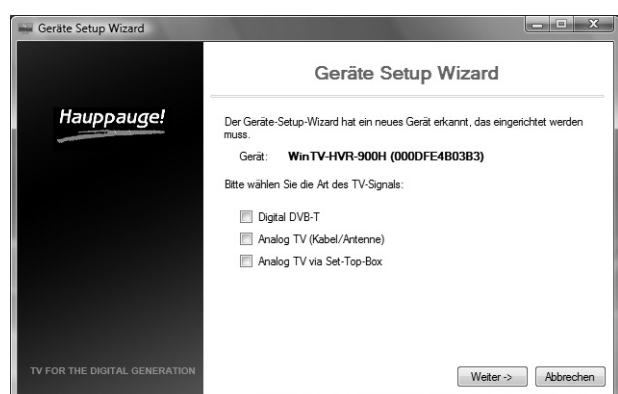 Geräte Setup Wizard
Hauppauge!
TV FOR THE DIGITAL GENERATION
Geräte Setup Wizard
Der Geräte-Setup-Wizard hat ein neues Gerät erkannt, das eingerichtet werden
muss.
Gerät: WinTV-HVR-900H (000DFE4B03B3)
Bitte wählen Sie die Art des TV-Signals:
Digital DVB-T
Analog TV (Kabel/Antenne)
Analog TV via Set-Top-Box
Weiter -> Abbrechen